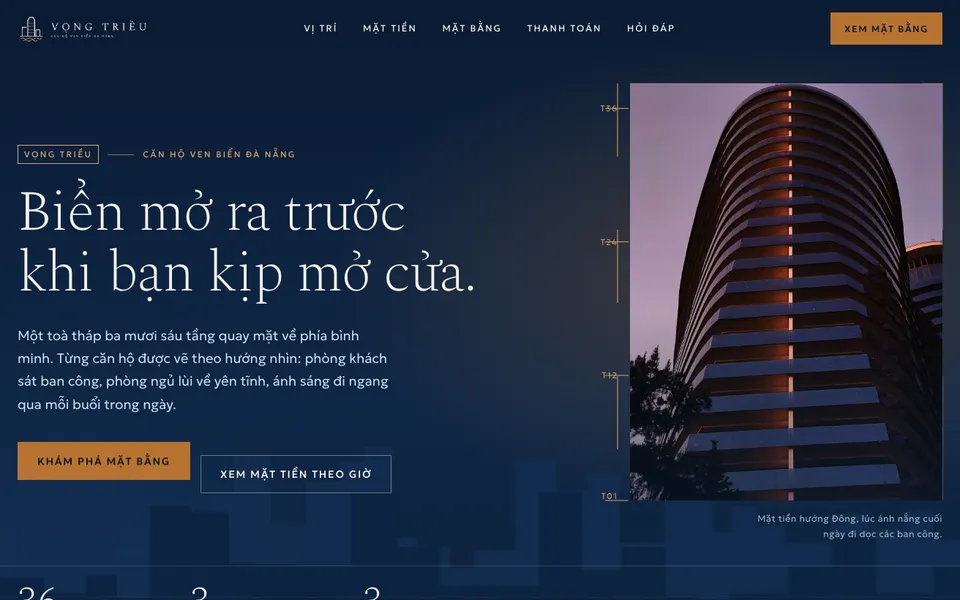 VỌNG TRIỀU
VỊ TRÍ
MẶT TIỀN
MẶT BẰNG
THANH TOÁN
HỎI ĐÁP
XEM MẶT BẰNG
VỌNG TRIỀU
CĂN HỘ VEN BIỂN ĐÀ NẴNG
Biển mở ra trước
khi bạn kịp mở cửa.
Một toà tháp ba mươi sáu tầng quay mặt về phía bình
minh. Từng căn hộ được vẽ theo hướng nhìn: phòng khách
sát ban công, phòng ngủ lùi về yên tĩnh, ánh sáng đi ngang
qua mỗi buổi trong ngày.
KHÁM PHÁ MẶT BẰNG
XEM MẶT TIỀN THEO GIỜ
T36
T24
T12
T01
Mặt tiền hướng Đông, lúc ánh nắng cuối
ngày đi dọc các ban công.
36
3
3